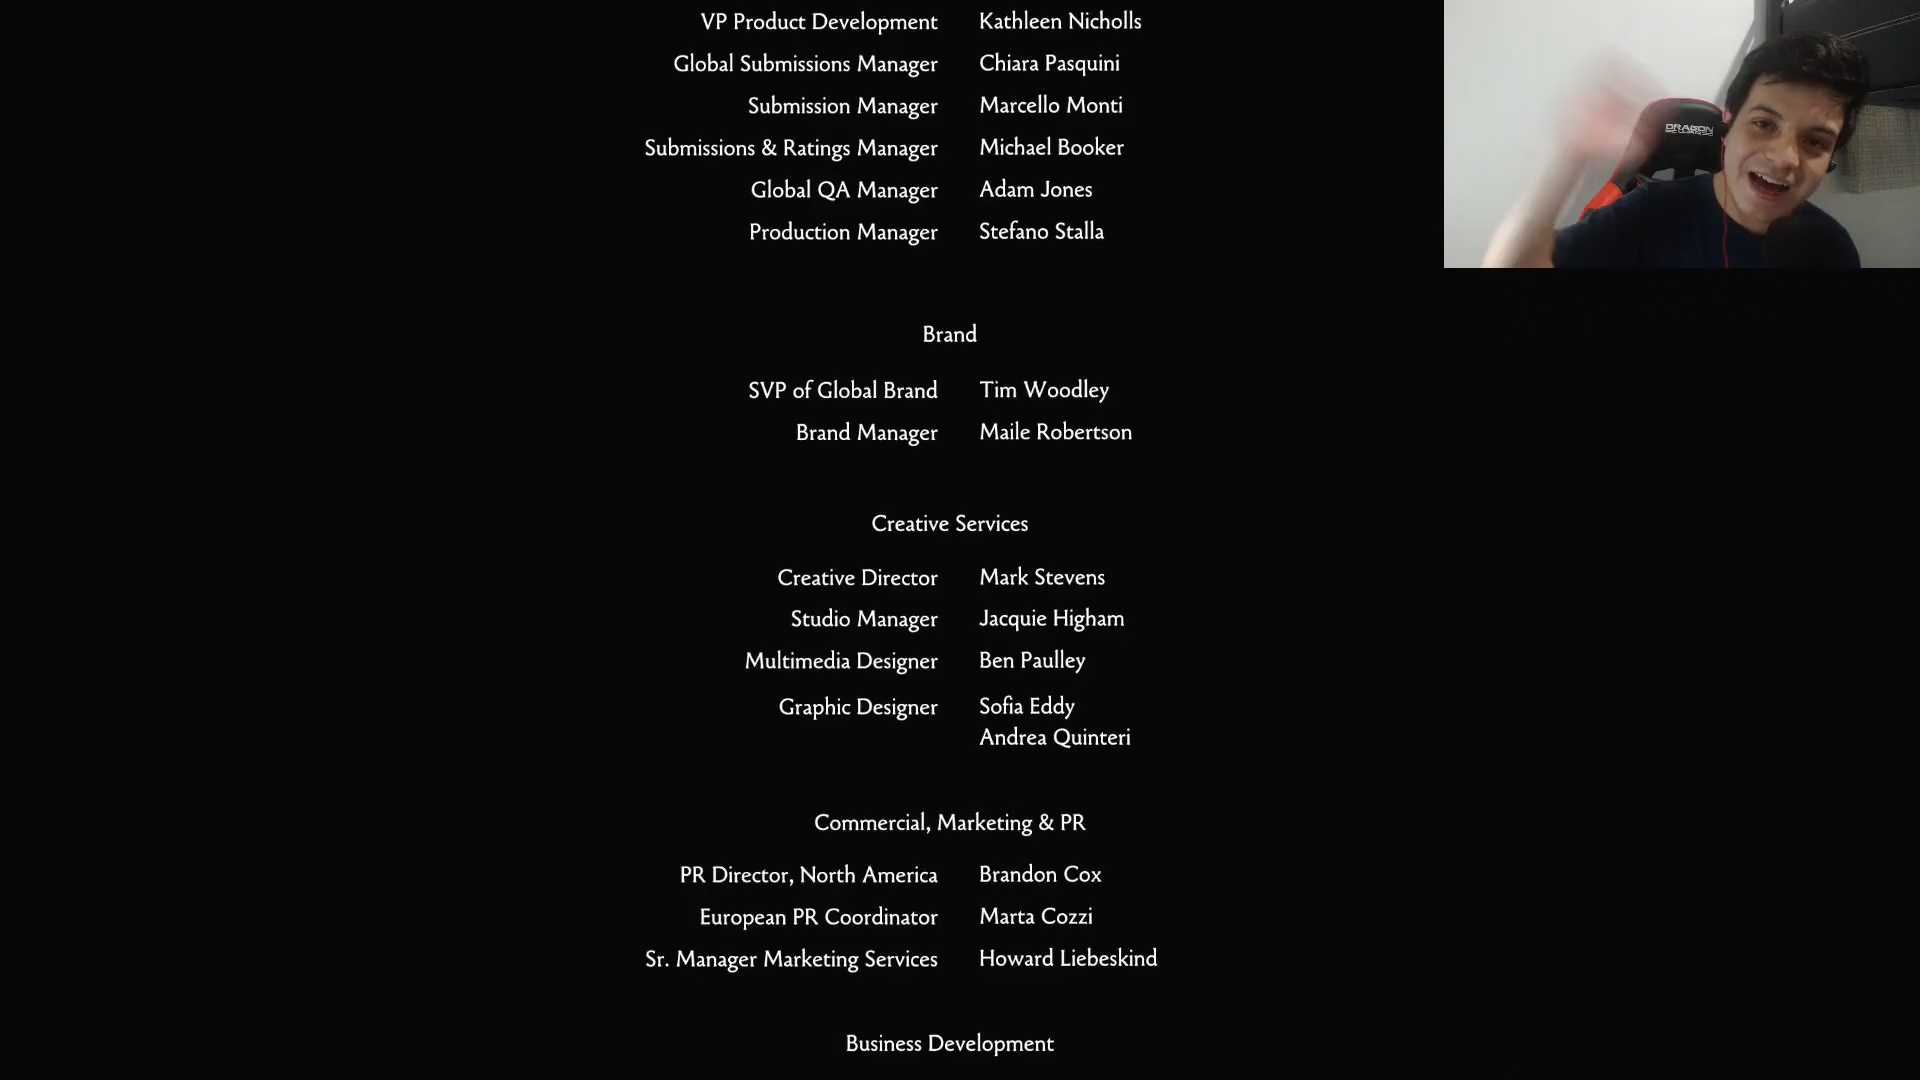 VP Product Development Kathleen Nicholls
Global Submissions Manager Chiara Pasquini
Submission Manager Marcello Monti
Submissions & Ratings Manager Michael Booker
Global QA Manager Adam Jones
Production Manager Stefano Stalla
DRAGON
Brand
SVP of Global Brand Tim Woodley
Brand Manager Maile Robertson
Creative Services
Creative Director Mark Stevens
Studio Manager Jacquie Higham
Multimedia Designer Ben Paulley
Graphic Designer Sofia Eddy
Andrea Quinteri
Commercial, Marketing & PR
PR Director, North America Brandon Cox
European PR Coordinator Marta Cozzi
Sr. Manager Marketing Services Howard Liebeskind
Business Development